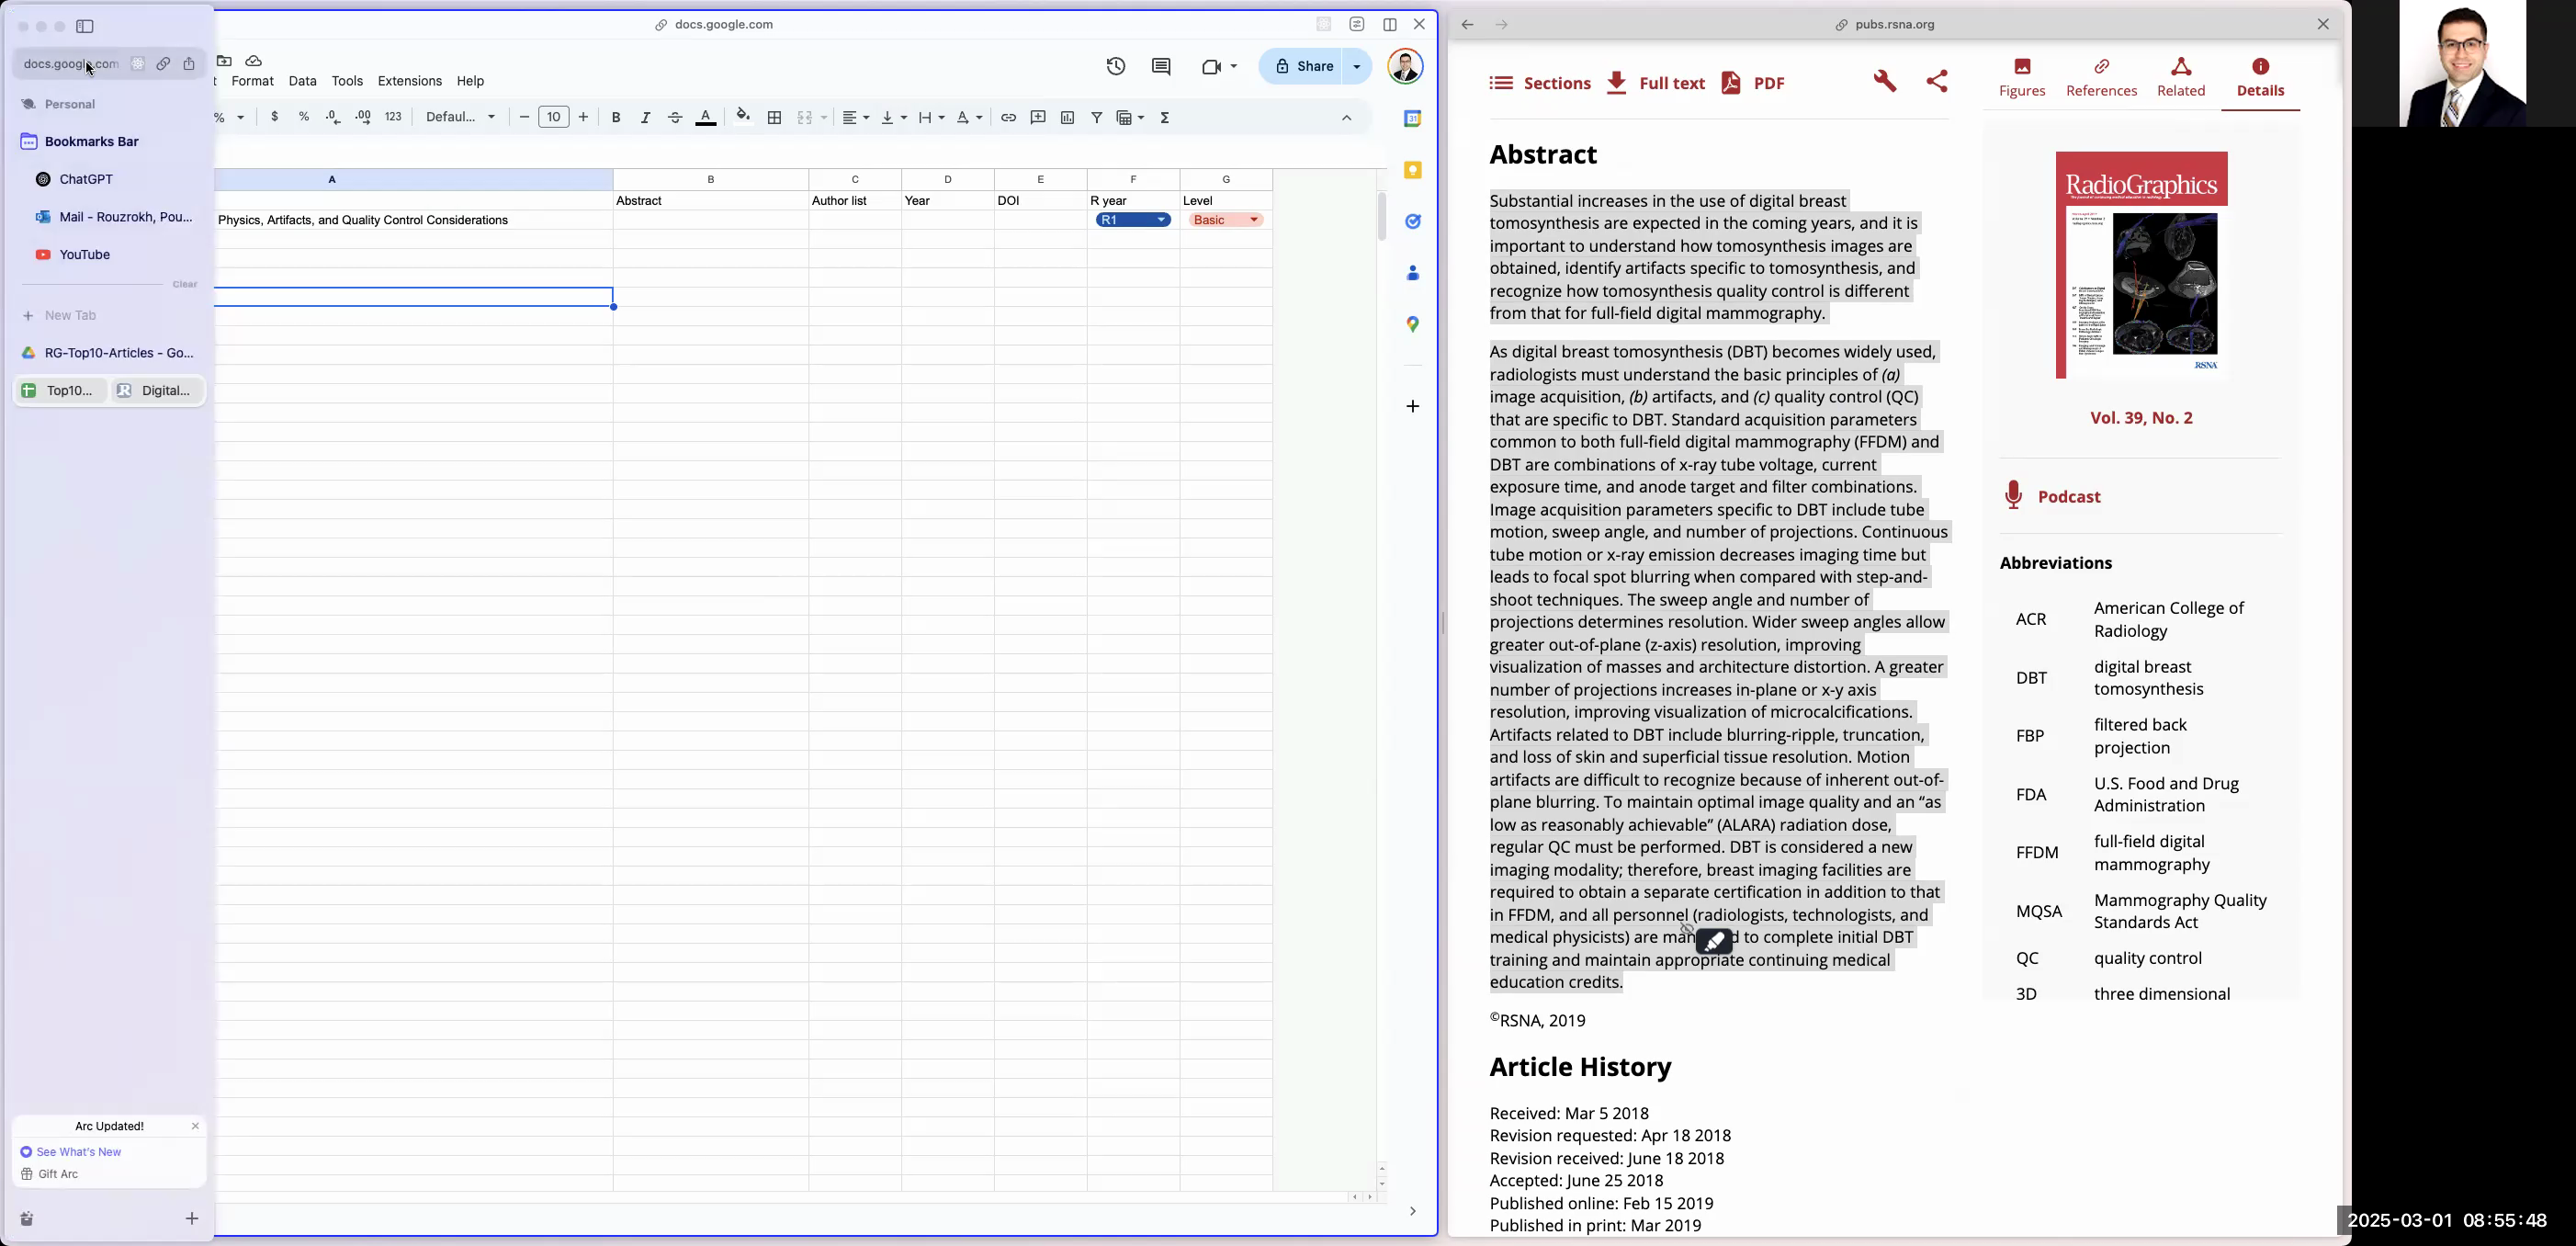 docs.google.com
Personal
Bookmarks Bar
ChatGPT
Mail - Rouzrokh, Pou...
YouTube
Clear
New Tab
RG-Top10-Articles - Go...
Top10...
Digital...
Arc Updated!
See What's New
Gift Arc
docs.google.com
Format Data Tools Extensions Help
Share
% $ % .0 .00 123 Defaul... 10
A B C D E F G
Abstract Author list Year DOI R year Level
Physics, Artifacts, and Quality Control Considerations R1 Basic
pubs.rsna.org
Sections Full text PDF
Figures References Related Details
Abstract
Substantial increases in the use of digital breast
tomosynthesis are expected in the coming years, and it is
important to understand how tomosynthesis images are
obtained, identify artifacts specific to tomosynthesis, and
recognize how tomosynthesis quality control is different
from that for full-field digital mammography.
As digital breast tomosynthesis (DBT) becomes widely used,
radiologists must understand the basic principles of (a)
image acquisition, (b) artifacts, and (c) quality control (QC)
that are specific to DBT. Standard acquisition parameters
common to both full-field digital mammography (FFDM) and
DBT are combinations of x-ray tube voltage, current
exposure time, and anode target and filter combinations.
Image acquisition parameters specific to DBT include tube
motion, sweep angle, and number of projections. Continuous
tube motion or x-ray emission decreases imaging time but
leads to focal spot blurring when compared with step-and-
shoot techniques. The sweep angle and number of
projections determines resolution. Wider sweep angles allow
greater out-of-plane (z-axis) resolution, improving
visualization of masses and architecture distortion. A greater
number of projections increases in-plane or x-y axis
resolution, improving visualization of microcalcifications.
Artifacts related to DBT include blurring-ripple, truncation,
and loss of skin and superficial tissue resolution. Motion
artifacts are difficult to recognize because of inherent out-of-
plane blurring. To maintain optimal image quality and an “as
low as reasonably achievable” (ALARA) radiation dose,
regular QC must be performed. DBT is considered a new
imaging modality; therefore, breast imaging facilities are
required to obtain a separate certification in addition to that
in FFDM, and all personnel (radiologists, technologists, and
medical physicists) are to complete initial DBT
training and maintain appropriate continuing medical
education credits.
©RSNA, 2019
Article History
Received: Mar 5 2018
Revision requested: Apr 18 2018
Revision received: June 18 2018
Accepted: June 25 2018
Published online: Feb 15 2019
Published in print: Mar 2019
RadioGraphics
RSNA
Vol. 39, No. 2
Podcast
Abbreviations
ACR American College of
Radiology
DBT digital breast
tomosynthesis
FBP filtered back
projection
FDA U.S. Food and Drug
Administration
FFDM full-field digital
mammography
MQSA Mammography Quality
Standards Act
QC quality control
3D three dimensional
2025-03-01 08:55:48